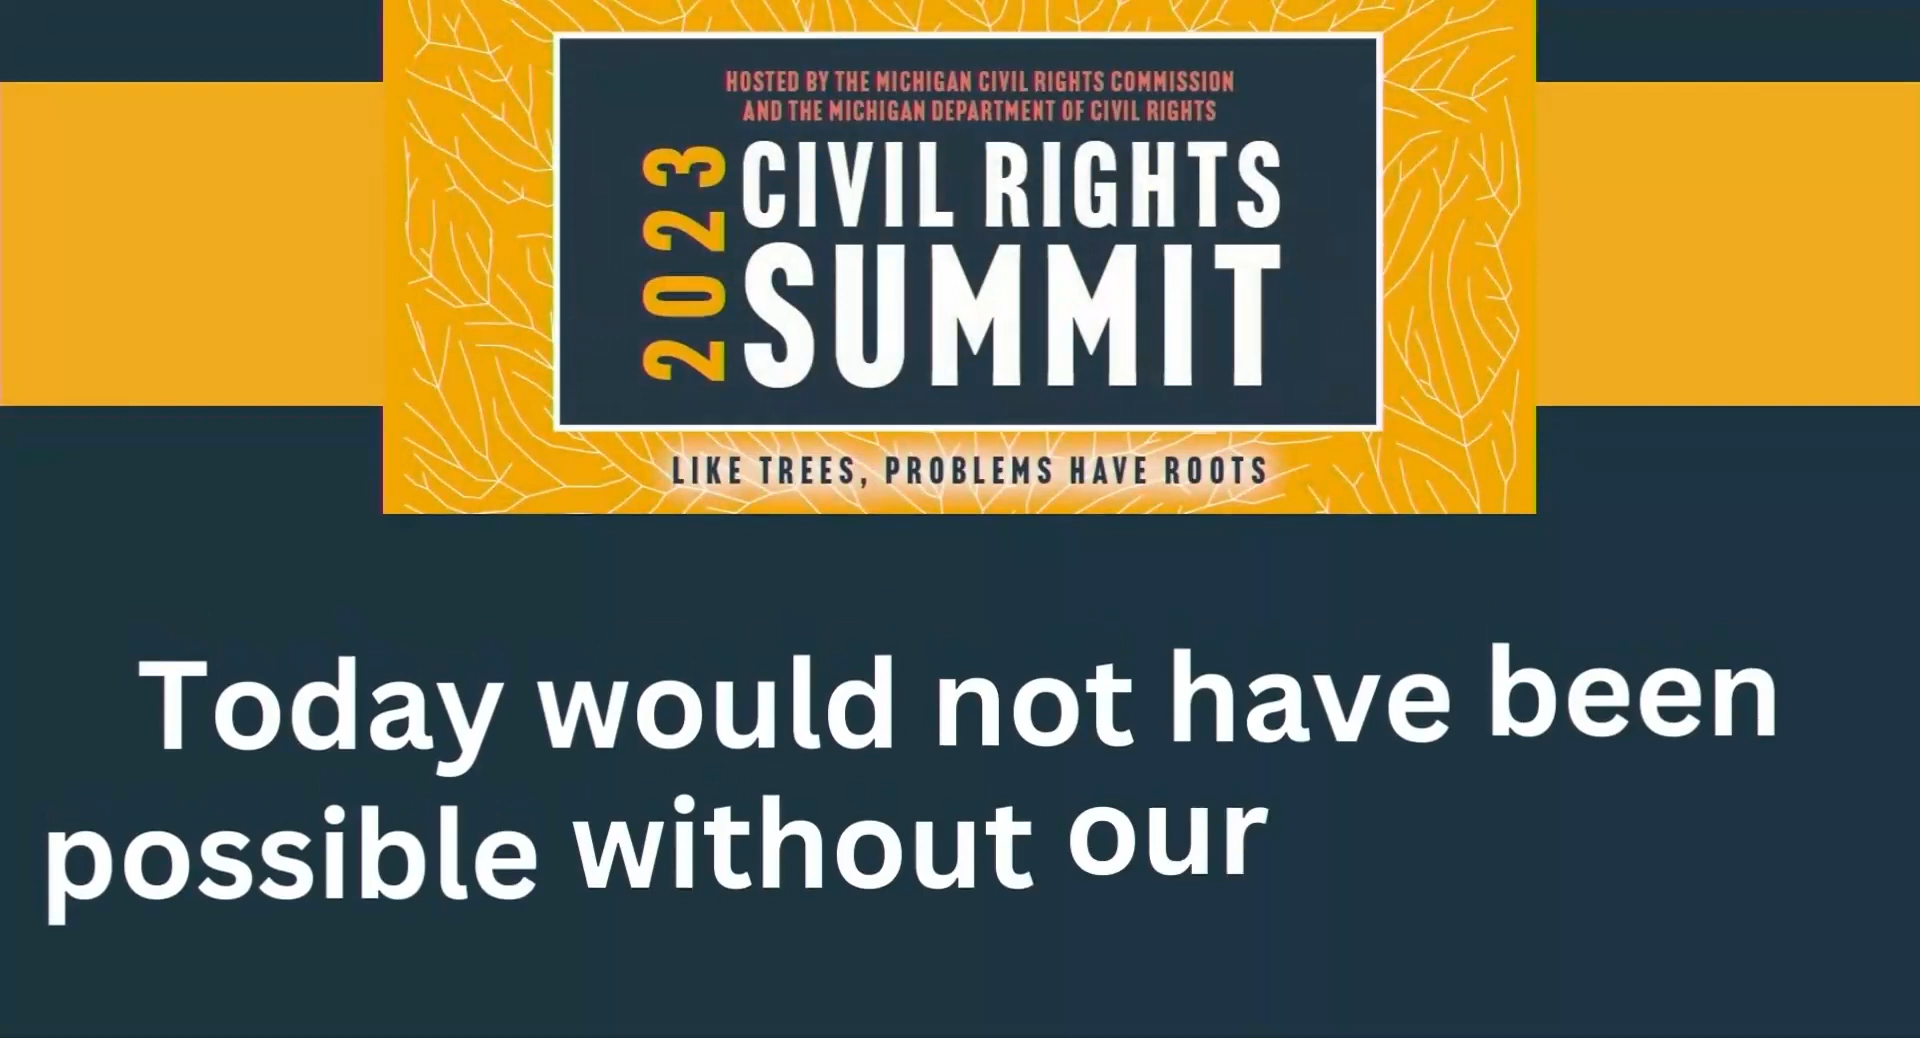 HOSTED BY THE MICHIGAN CIVIL RIGHTS COMMISSION
AND THE MICHIGAN DEPARTMENT OF CIVIL RIGHTS
2023
CIVIL RIGHTS
SUMMIT
LIKE TREES, PROBLEMS HAVE ROOTS
Today would not have been
possible without our